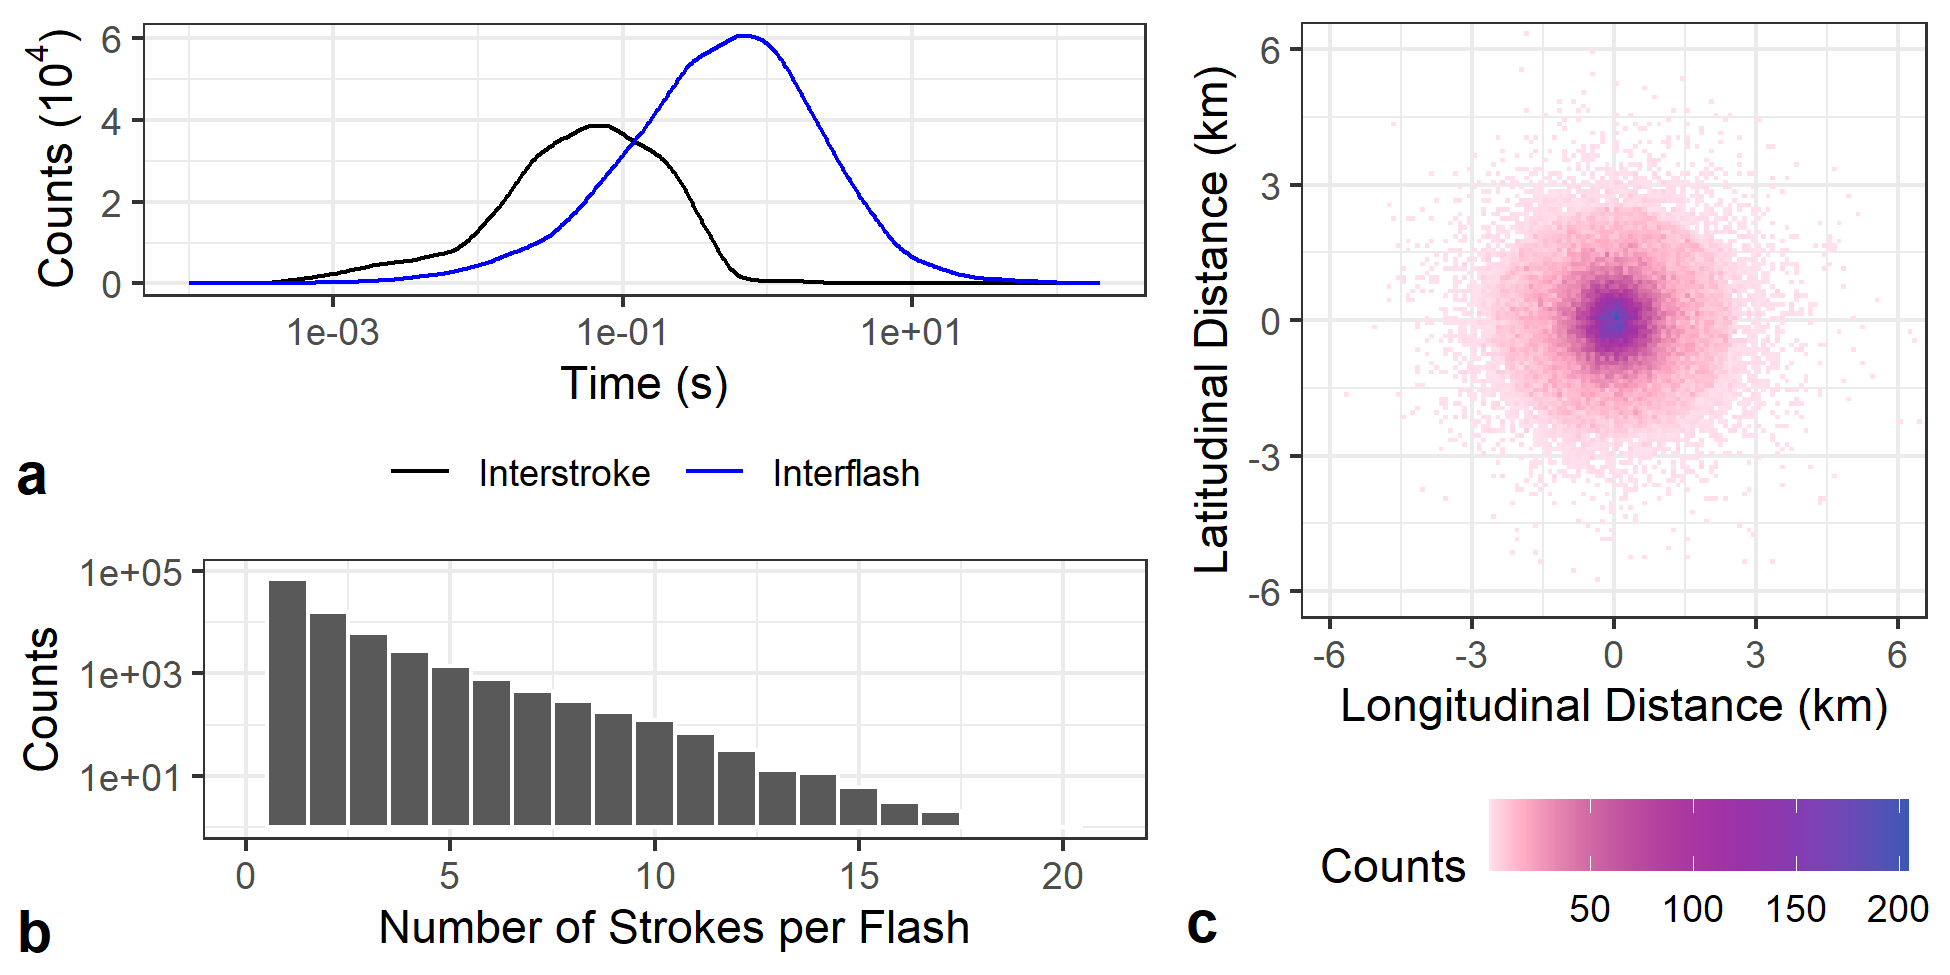 6
4
2
0
Counts (10^4)
1e-03 1e-01 1e+01
Time (s)
Interstroke Interflash
a
1e+05
1e+03
1e+01
Counts
0 5 10 15 20
Number of Strokes per Flash
b
6
3
0
-3
-6
Latitudinal Distance (km)
-6 -3 0 3 6
Longitudinal Distance (km)
Counts
50 100 150 200
c